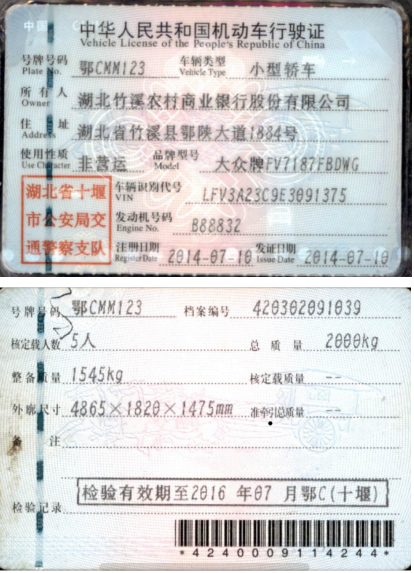 中华人民共和国机动车行驶证
Vehicle License of the People's Republic of China
号牌号码 鄂CMM123 车辆类型 小型轿车
Plate No. Vehicle Type
所有人 湖北竹溪农村商业银行股份有限公司
Owner
住址 湖北省竹溪县鄂陕大道1884号
Address
使用性质 非营运 品牌型号 大众牌FV7187FBDWG
Use Character Model
湖北省十堰
市公安局交
通警察支队
车辆识别代号 LFV3A23C9E3091375
VIN
发动机号码 B88832
Engine No.
注册日期 2014-07-10 发证日期 2014-07-10
Register Date Issue Date
号牌号码 鄂CMM123 档案编号 420302091039
核定载人数 5人 总质量 2000kg
整备质量 1545kg 核定载质量 --
外廓尺寸 4865×1820×1475mm 准牵引总质量 --
备注
检验有效期至2016 年07 月鄂C(十堰)
检验记录
*4240009114244*